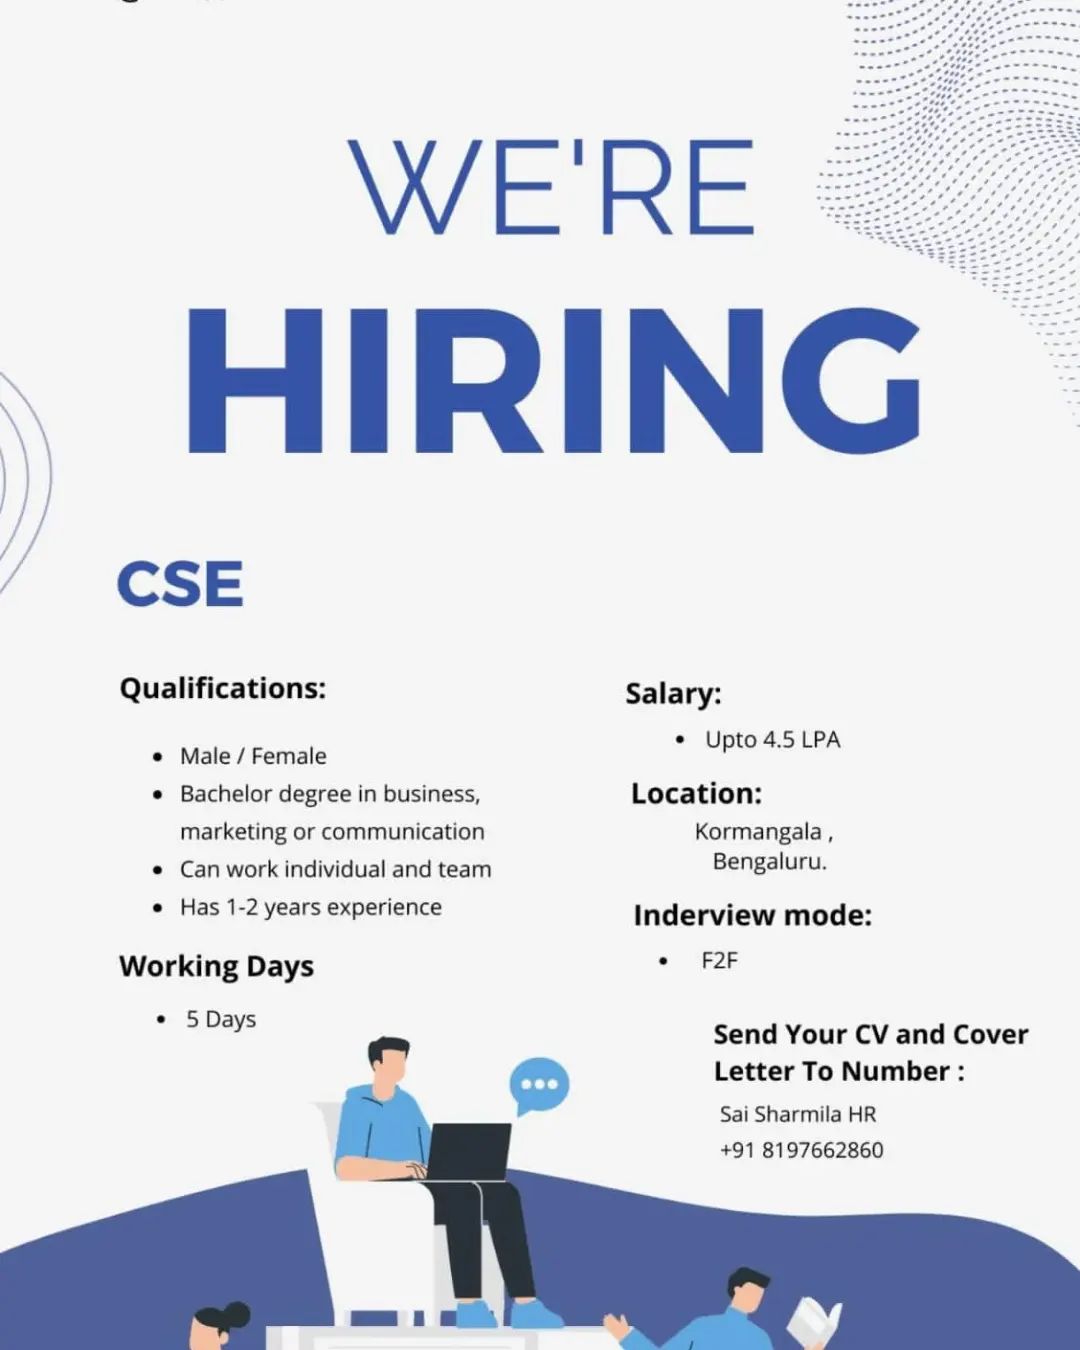 WE'RE
HIRING
CSE
Qualifications:
Male / Female
Bachelor degree in business,
marketing or communication
Can work individual and team
Has 1-2 years experience
Working Days
5 Days
Salary:
Upto 4.5 LPA
Location:
Kormangala ,
Bengaluru.
Inderview mode:
F2F
Send Your CV and Cover
Letter To Number :
Sai Sharmila HR
+91 8197662860